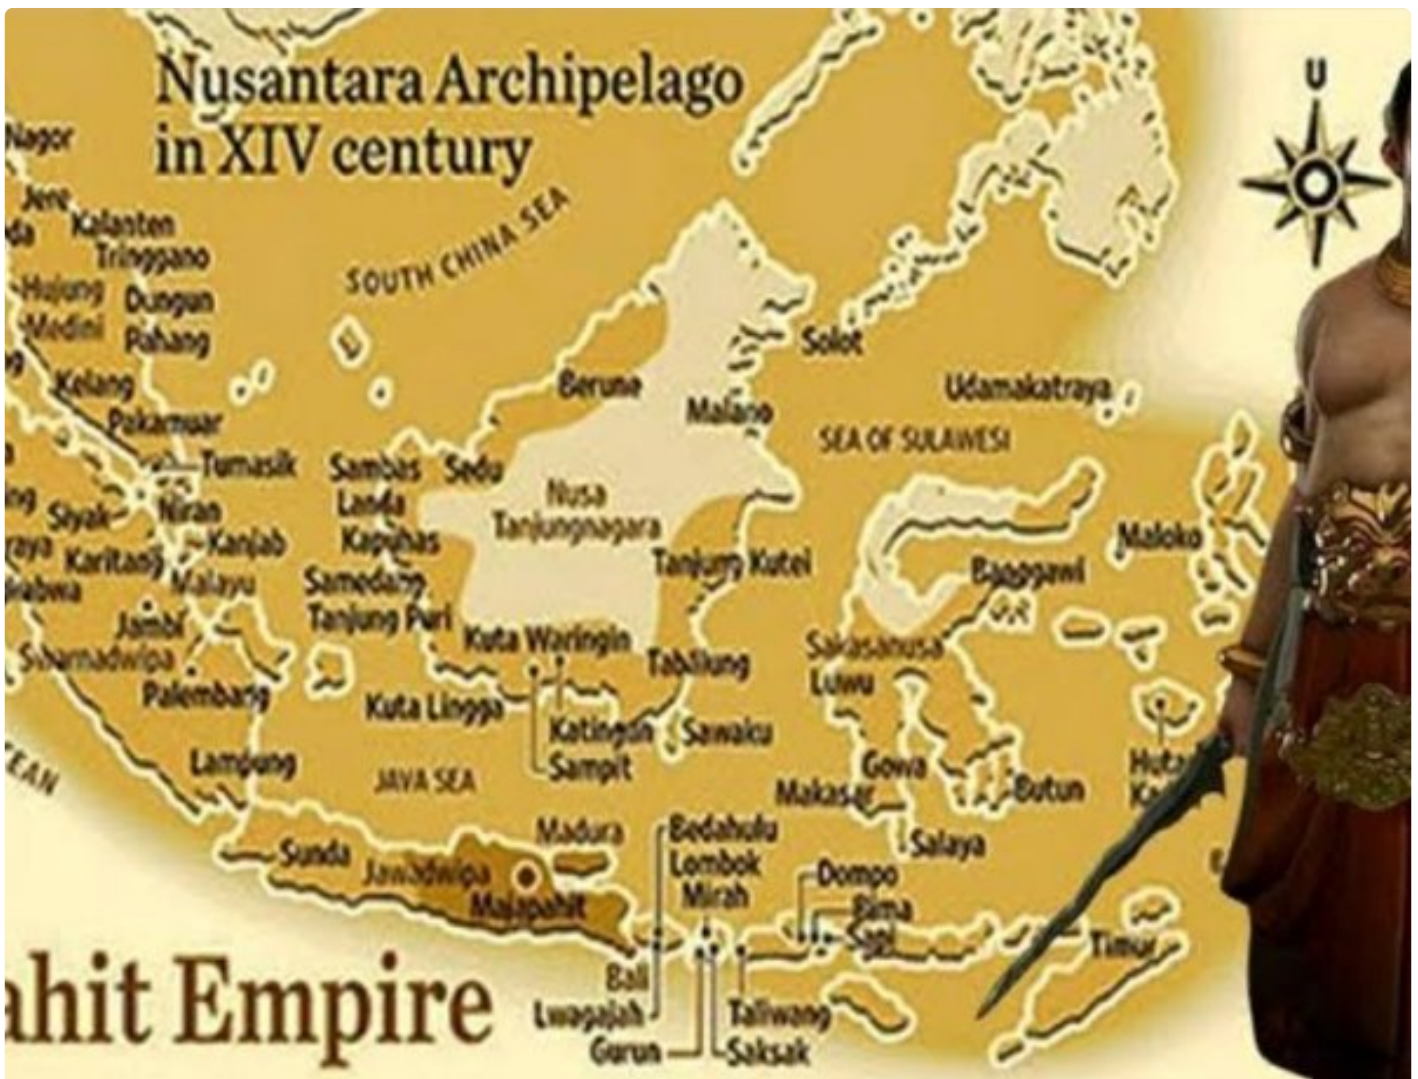 Nusantara Archipelago
in XIV century
U
Nagor
Jere
da
Kalanten
Tringgano
Hujung
Medini
Dungun
Pahang
Kelang
Pakamuar
Tumasik
Siyak
Niran
Kanjab
Karitang
Malayu
Jambi
Swarnadwipa
Palembang
Lampung
SOUTH CHINA SEA
Berune
Malano
Solot
Udamakatraya
SEA OF SULAWESI
Sambas
Sedu
Landa
Kapuhas
Samedang
Tanjung Puri
Nusa
Tanjungnagara
Tanjung Kutei
Kuta Waringin
Tabalung
Kuta Lingga
Katingan
Sampit
Sawaku
JAVA SEA
Maloko
Banggawi
Sakasanusa
Luwu
Gowa
Makasar
Butun
Salaya
Sunda
Jawadwipa
Majapahit
Madura
Bedahulu
Lombok
Mirah
Dompo
Bima
Timur
Bali
Lwagajah
Gurun
Taliwang
Saksak
ahit Empire